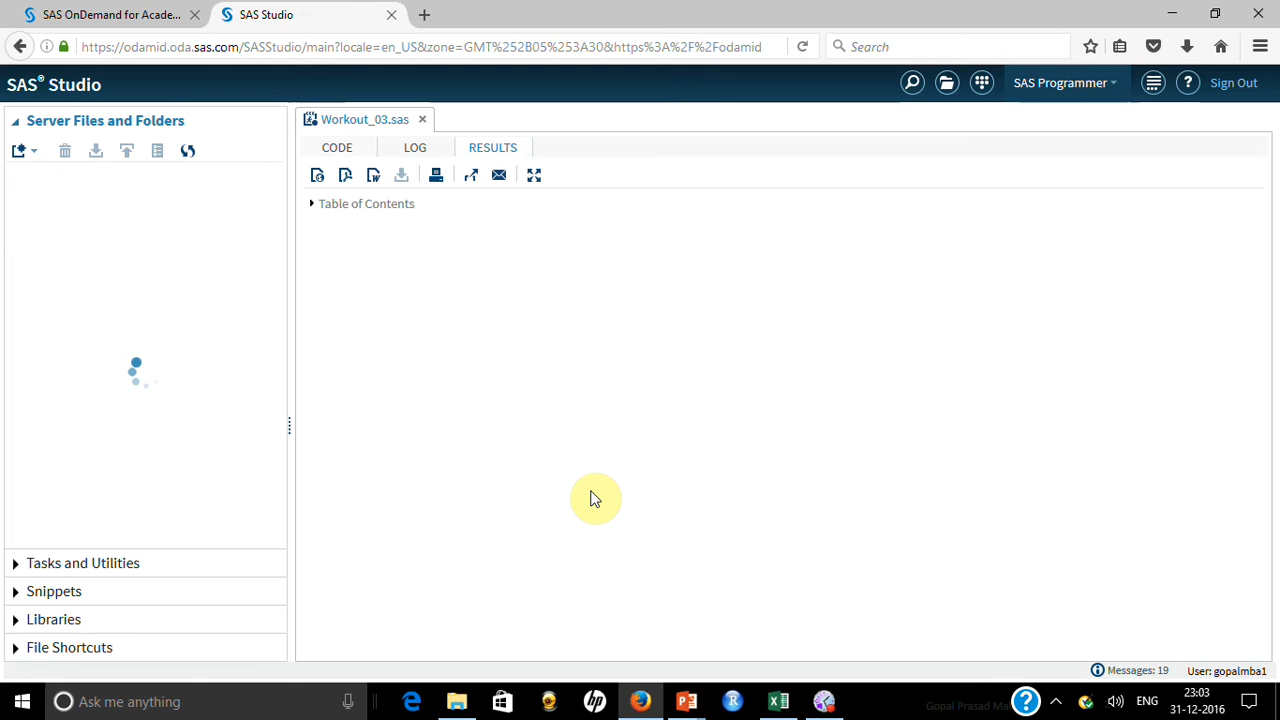 SAS OnDemand for Acade...
SAS Studio
https://odamid.oda.sas.com/SASStudio/main?locale=en_US&zone=GMT%252B05%253A30&https%3A%2F%2Fodamid
Search
SAS® Studio
SAS Programmer
Sign Out
Server Files and Folders
Workout_03.sas
CODE
LOG
RESULTS
Table of Contents
Tasks and Utilities
Snippets
Libraries
File Shortcuts
Messages: 19
User: gopalmba1
Ask me anything
Gopal Prasad
ENG
23:03
31-12-2016